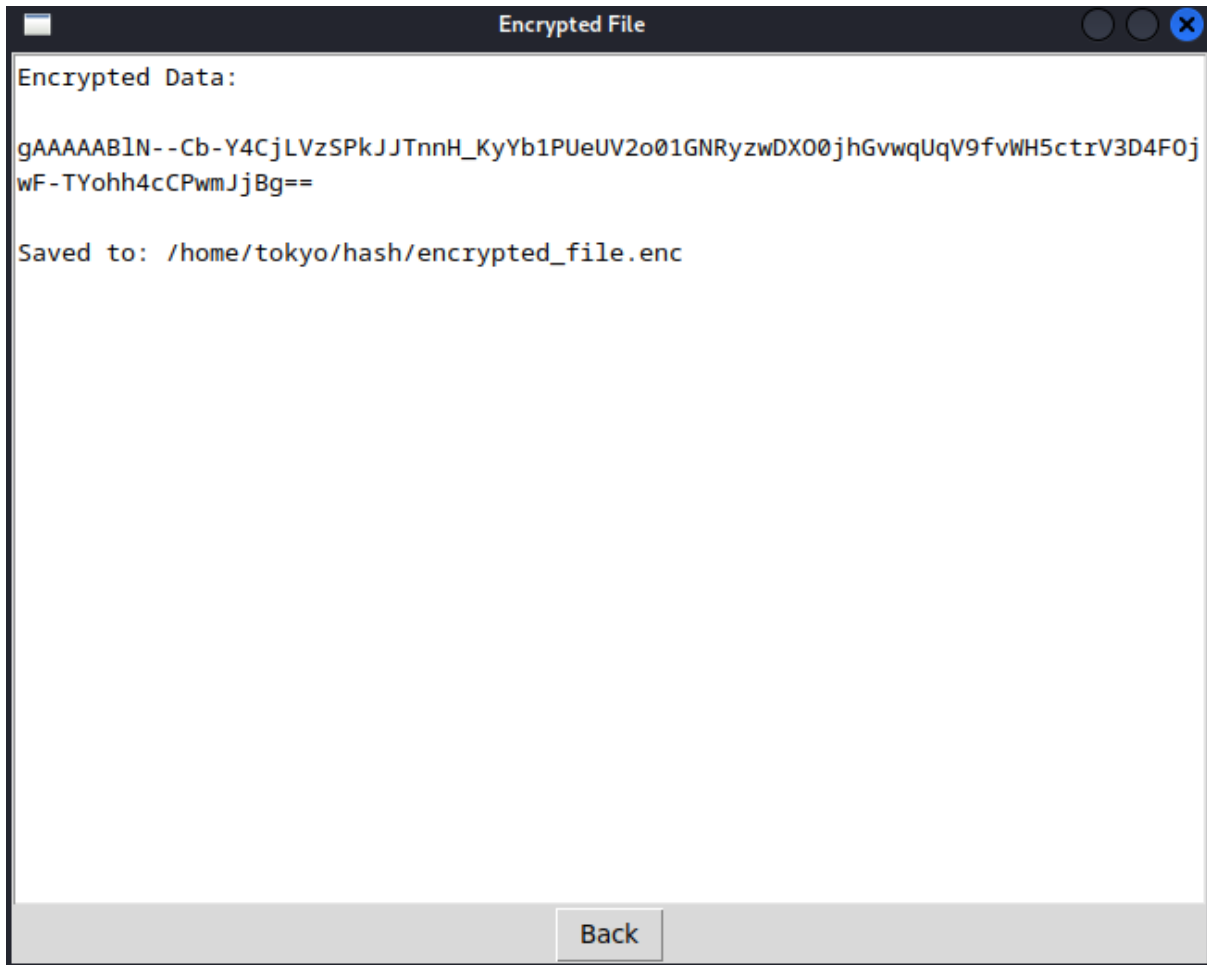 Encrypted File
Encrypted Data:
gAAAAABlN--Cb-Y4CjLVzSPkJJTnnH_KyYb1PUeUV2o01GNRyzwDXO0jhGvwqUqV9fvWH5ctrV3D4FOj
wF-TYohh4cCPwmJjBg==
Saved to: /home/tokyo/hash/encrypted_file.enc
Back